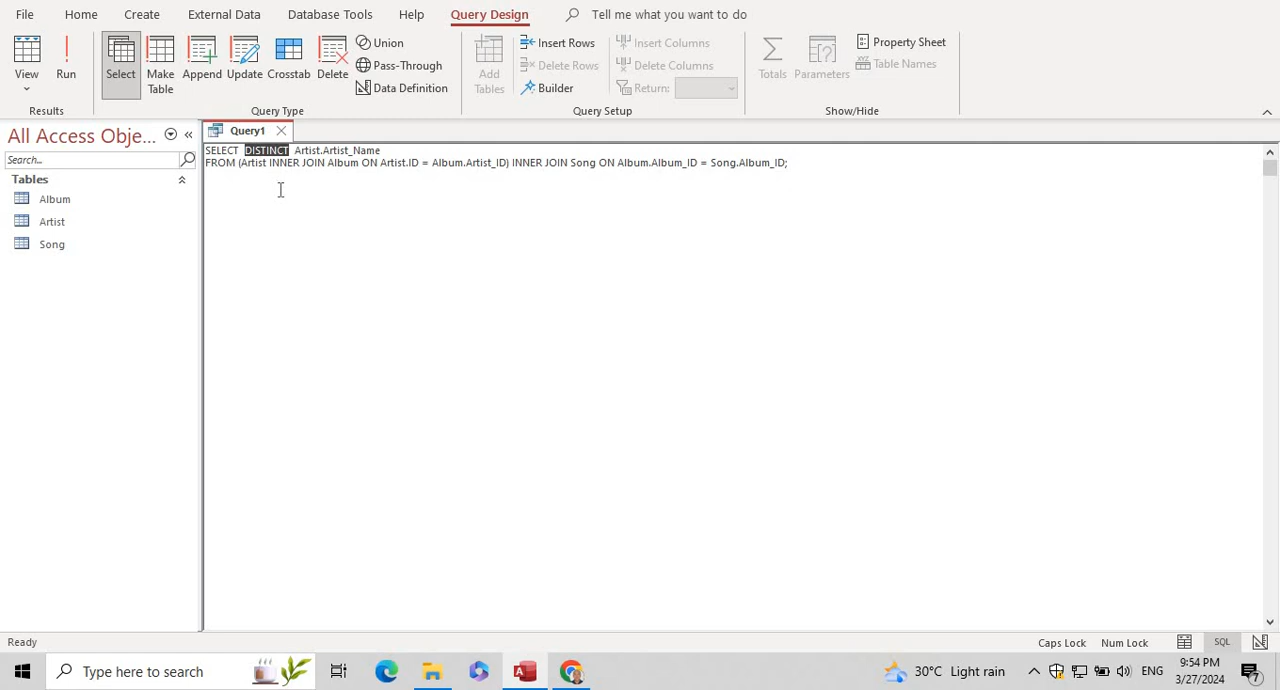 File Home Create External Data Database Tools Help Query Design Tell me what you want to do
View Run Select Make Table Append Update Crosstab Delete
Union
Pass-Through
Data Definition
Add Tables
Insert Rows
Delete Rows
Builder
Insert Columns
Delete Columns
Return:
Totals Parameters
Property Sheet
Table Names
Results Query Type Query Setup Show/Hide
All Access Obje...
Search...
Tables
Album
Artist
Song
Query1
SELECT DISTINCT Artist.Artist_Name
FROM (Artist INNER JOIN Album ON Artist.ID = Album.Artist_ID) INNER JOIN Song ON Album.Album_ID = Song.Album_ID;
Ready Caps Lock Num Lock SQL
Type here to search 30°C Light rain ENG 9:54 PM
3/27/2024 7